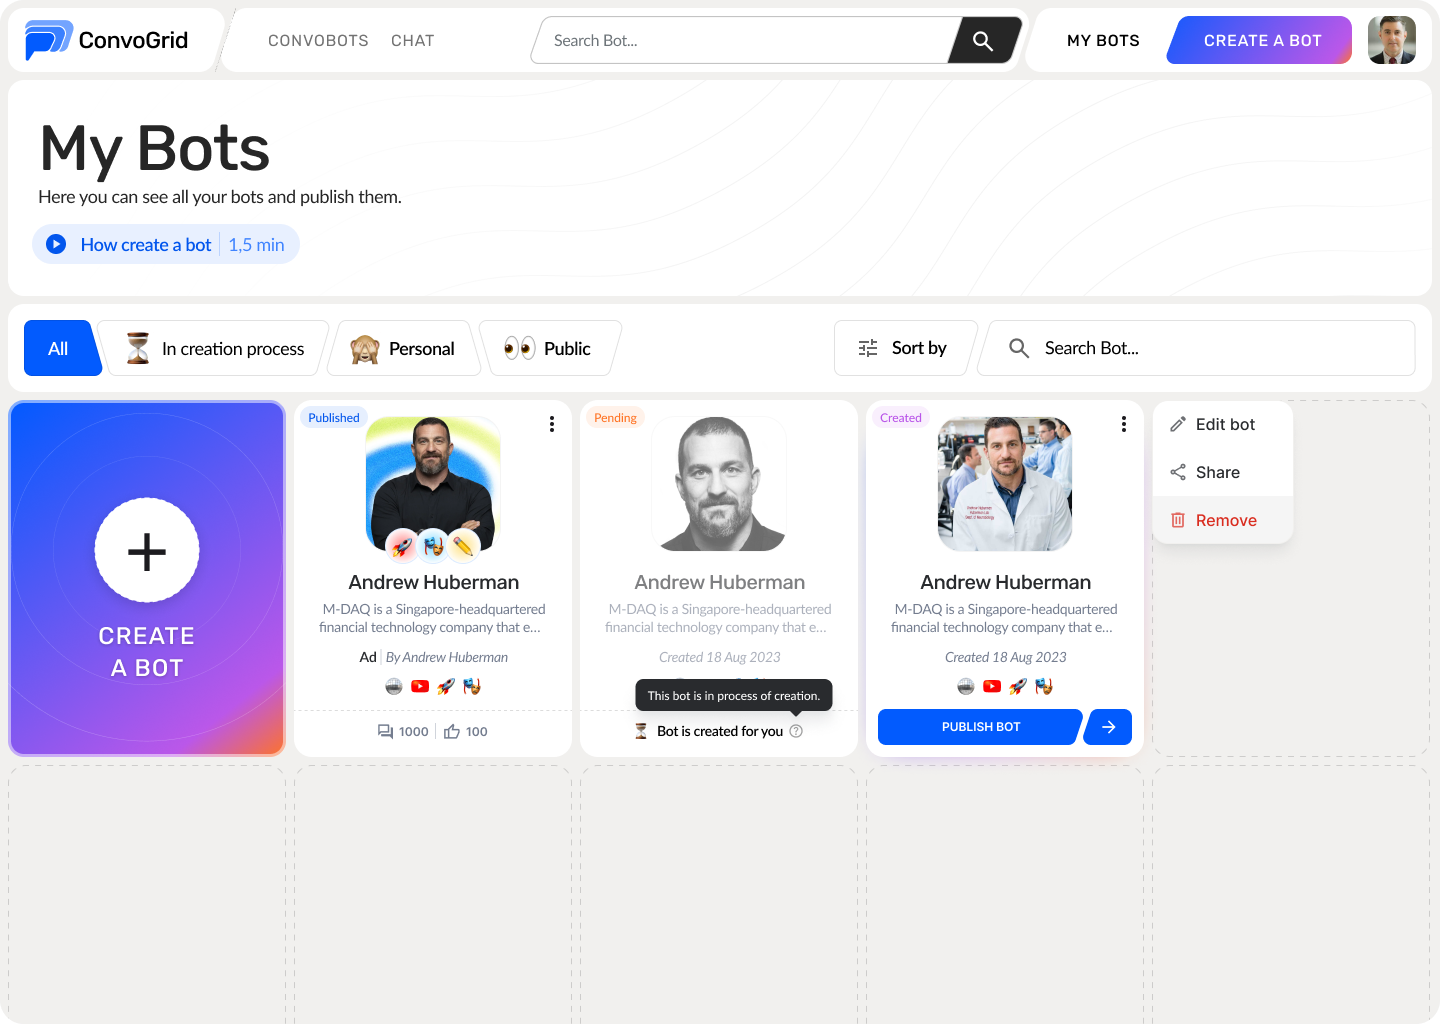 ConvoGrid
CONVOBOTS
CHAT
Search Bot...
MY BOTS
CREATE A BOT
My Bots
Here you can see all your bots and publish them.
How create a bot
1,5 min
All
In creation process
Personal
Public
Sort by
Search Bot...
CREATE
A BOT
Published
Andrew Huberman
M-DAQ is a Singapore-headquartered
financial technology company that e...
Ad
By Andrew Huberman
1000
100
Pending
Andrew Huberman
M-DAQ is a Singapore-headquartered
financial technology company that e...
Created 18 Aug 2023
This bot is in process of creation.
Bot is created for you
Created
Andrew Huberman
M-DAQ is a Singapore-headquartered
financial technology company that e...
Created 18 Aug 2023
PUBLISH BOT
Edit bot
Share
Remove